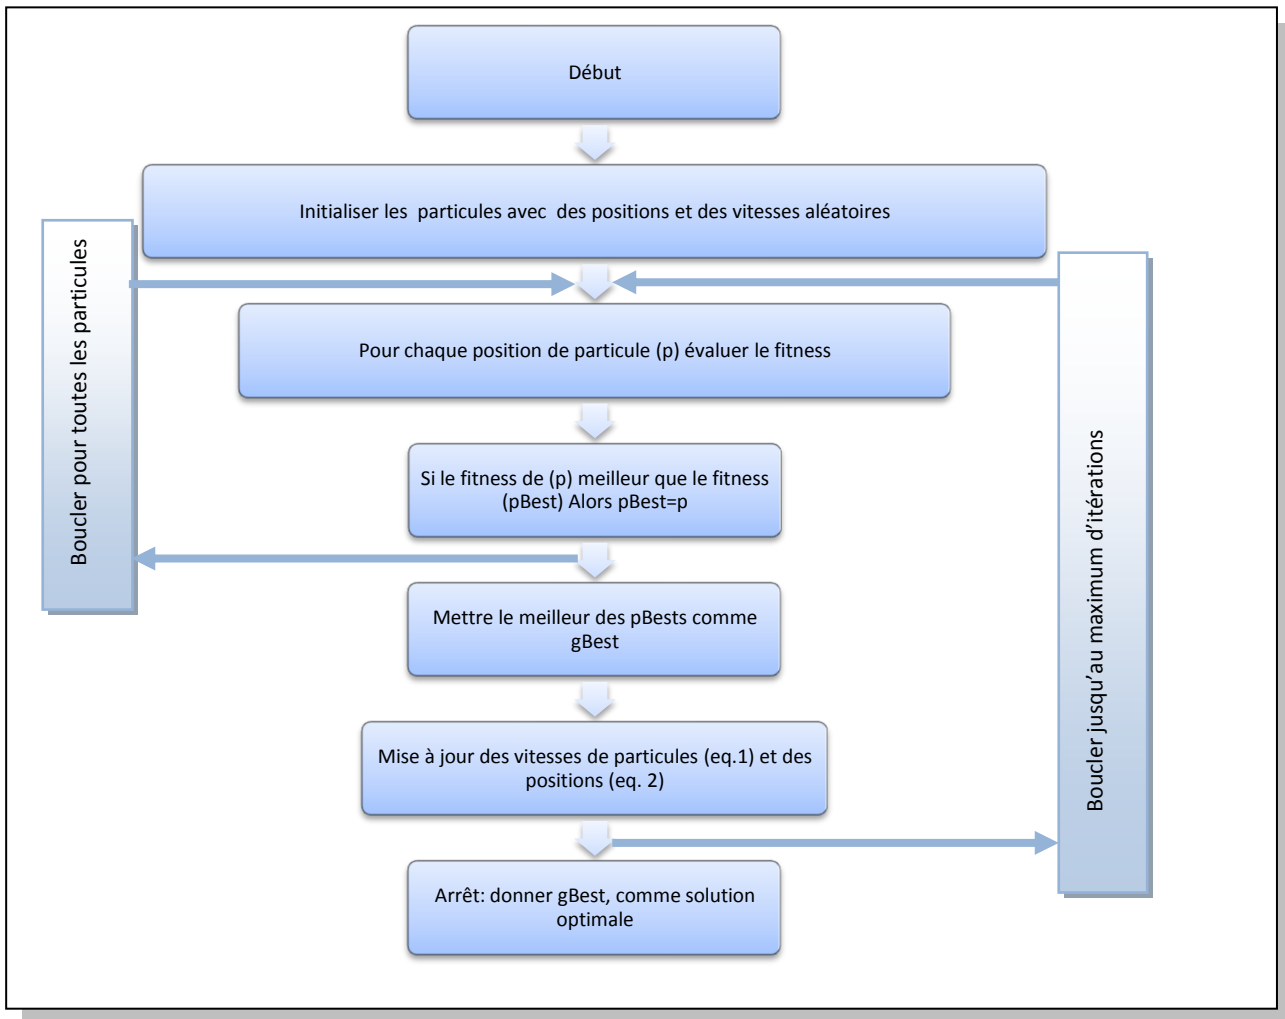 Début
Initialiser les particules avec des positions et des vitesses aléatoires
Boucler pour toutes les particules
Pour chaque position de particule (p) évaluer le fitness
Si le fitness de (p) meilleur que le fitness
(pBest) Alors pBest=p
Boucler jusqu'au maximum d'itérations
Mettre le meilleur des pBests comme
gBest
Mise à jour des vitesses de particules (eq.1) et des
positions (eq. 2)
Arrêt: donner gBest, comme solution
optimale